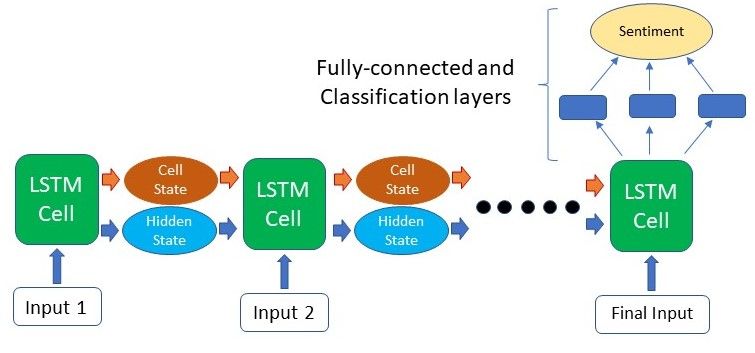 Sentiment
Fully-connected and
Classification layers
LSTM
Cell
Cell
State
Hidden
State
LSTM
Cell
Cell
State
Hidden
State
LSTM
Cell
Input 1
Input 2
Final Input